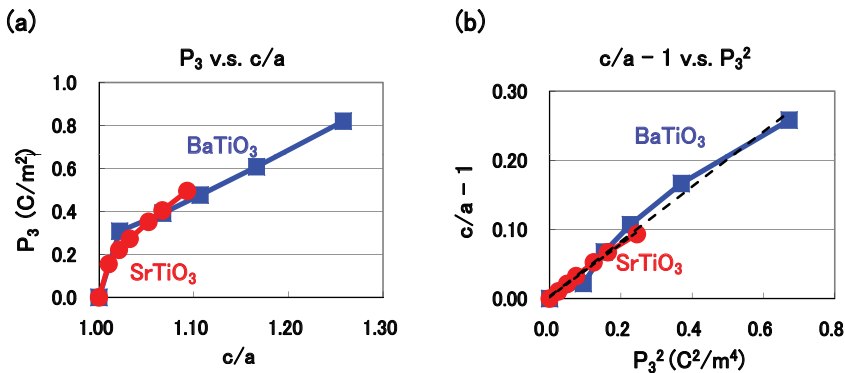 (a)
P₃ v.s. c/a
1.0
0.8
0.6
0.4
0.2
0.0
P₃ (C/m²)
BaTiO₃
SrTiO₃
1.00
1.10
1.20
1.30
c/a
(b)
c/a − 1 v.s. P₃²
0.30
0.20
0.10
0.00
c/a − 1
BaTiO₃
SrTiO₃
0.0
0.2
0.4
0.6
0.8
P₃² (C²/m⁴)